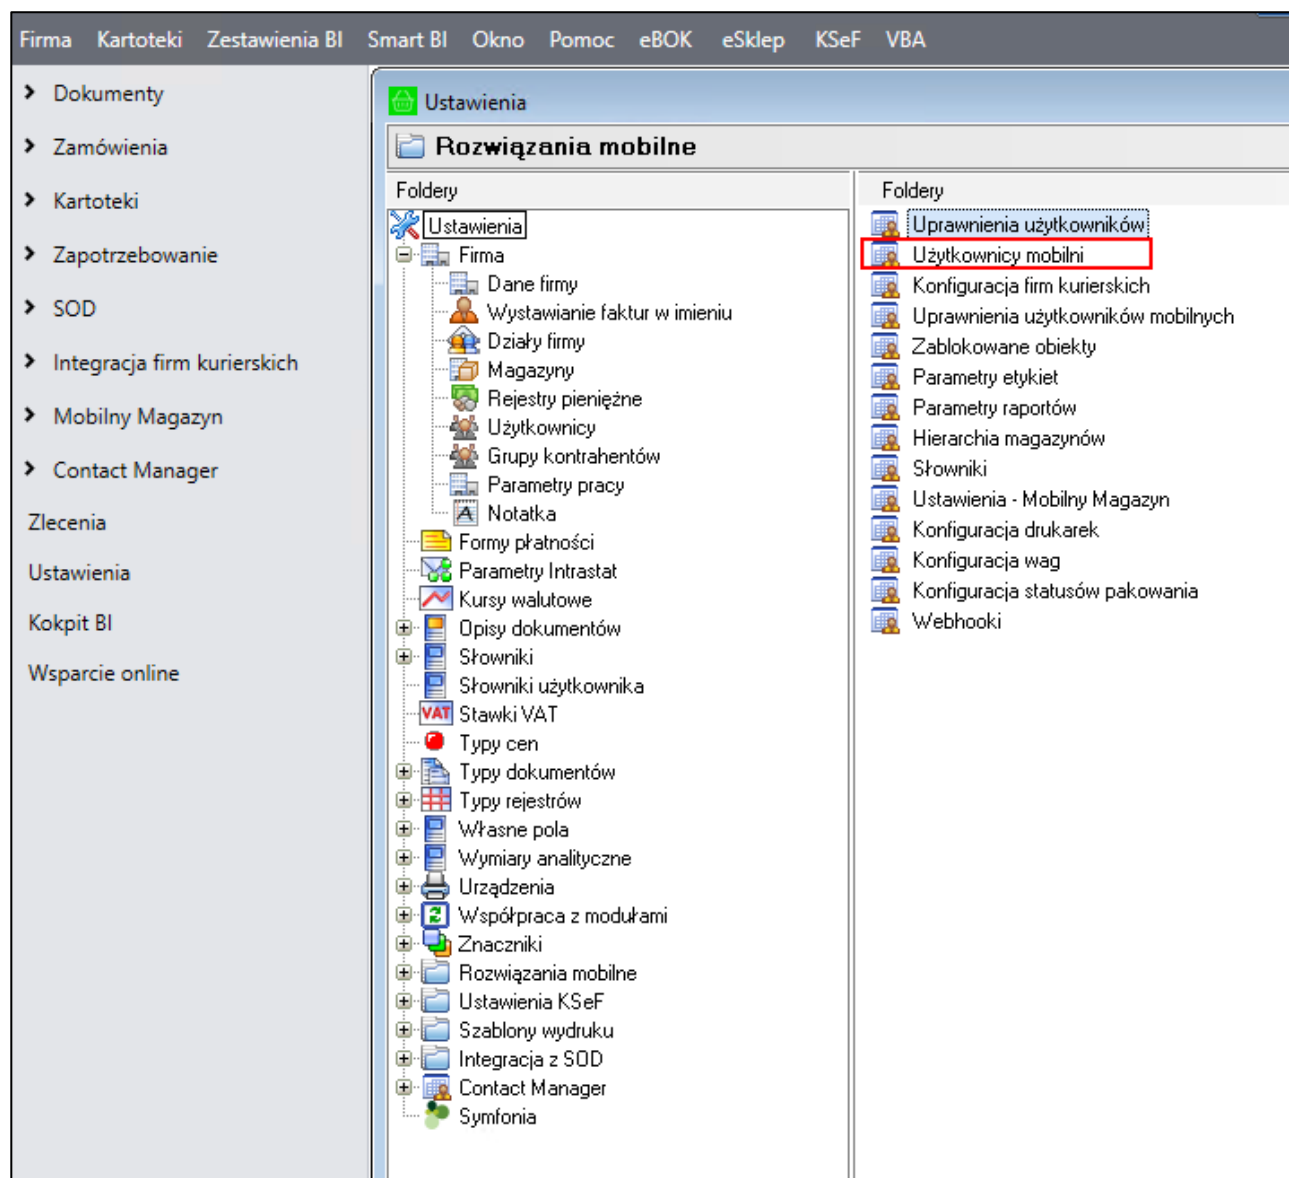 Firma Kartoteki Zestawienia BI Smart BI Okno Pomoc eBOK eSklep KSeF VBA
Dokumenty
Zamówienia
Kartoteki
Zapotrzebowanie
SOD
Integracja firm kurierskich
Mobilny Magazyn
Contact Manager
Zlecenia
Ustawienia
Kokpit BI
Wsparcie online
Ustawienia
Rozwiązania mobilne
Foldery
Ustawienia
Firma
Dane firmy
Wystawianie faktur w imieniu
Działy firmy
Magazyny
Rejestry pieniężne
Użytkownicy
Grupy kontrahentów
Parametry pracy
Notatka
Formy płatności
Parametry Intrastat
Kursy walutowe
Opisy dokumentów
Słowniki
Słowniki użytkownika
VAT Stawki VAT
Typy cen
Typy dokumentów
Typy rejestrów
Własne pola
Wymiary analityczne
Urządzenia
Współpraca z modułami
Znaczniki
Rozwiązania mobilne
Ustawienia KSeF
Szablony wydruku
Integracja z SOD
Contact Manager
Symfonia
Foldery
Uprawnienia użytkowników
Użytkownicy mobilni
Konfiguracja firm kurierskich
Uprawnienia użytkowników mobilnych
Zablokowane obiekty
Parametry etykiet
Parametry raportów
Hierarchia magazynów
Słowniki
Ustawienia - Mobilny Magazyn
Konfiguracja drukarek
Konfiguracja wag
Konfiguracja statusów pakowania
Webhooki